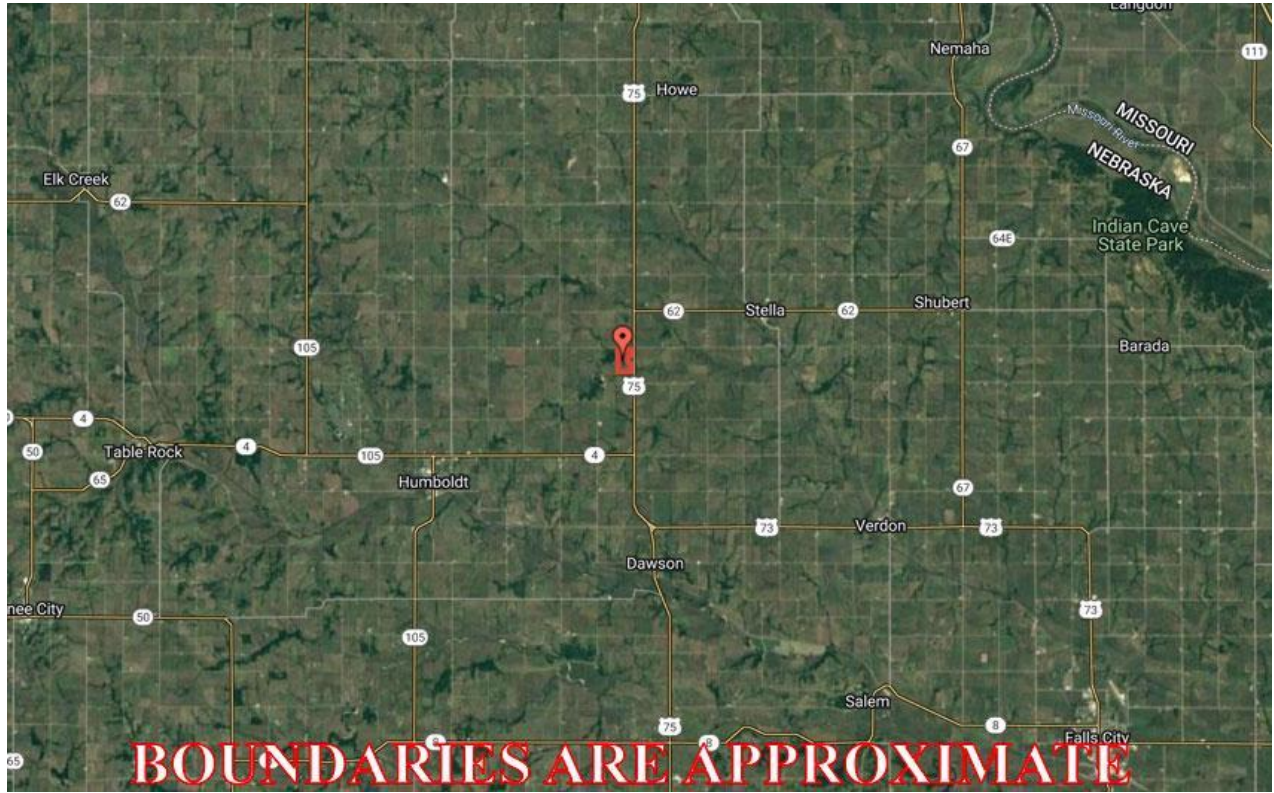 Langdon
Nemaha
111
75
Howe
Missouri River
MISSOURI
NEBRASKA
67
Elk Creek
62
Indian Cave
State Park
64E
62
Stella
62
Shubert
105
Barada
75
4
50
Table Rock
4
105
4
65
Humboldt
67
73
Verdon
73
Dawson
nee City
50
73
105
Salem
75
8
8
8
Falls City
65
BOUNDARIES ARE APPROXIMATE